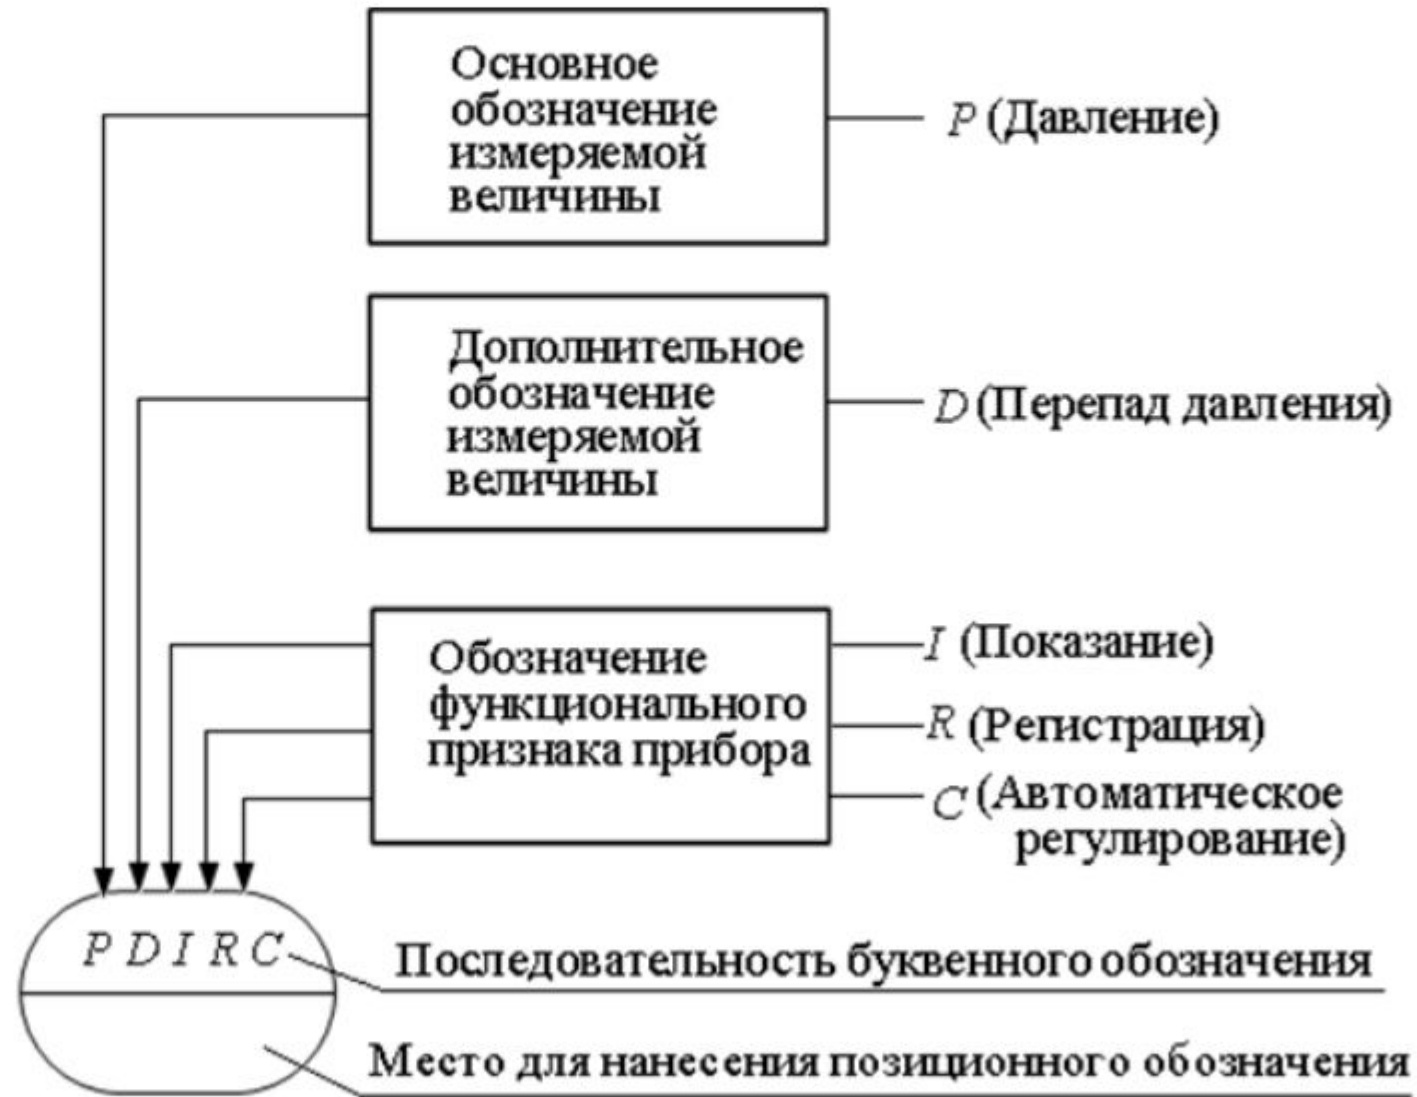 Основное
обозначение
измеряемой
величины
P (Давление)
Дополнительное
обозначение
измеряемой
величины
D (Перепад давления)
Обозначение
функционального
признака прибора
I (Показание)
R (Регистрация)
C (Автоматическое
регулирование)
P D I R C
Последовательность буквенного обозначения
Место для нанесения позиционного обозначения